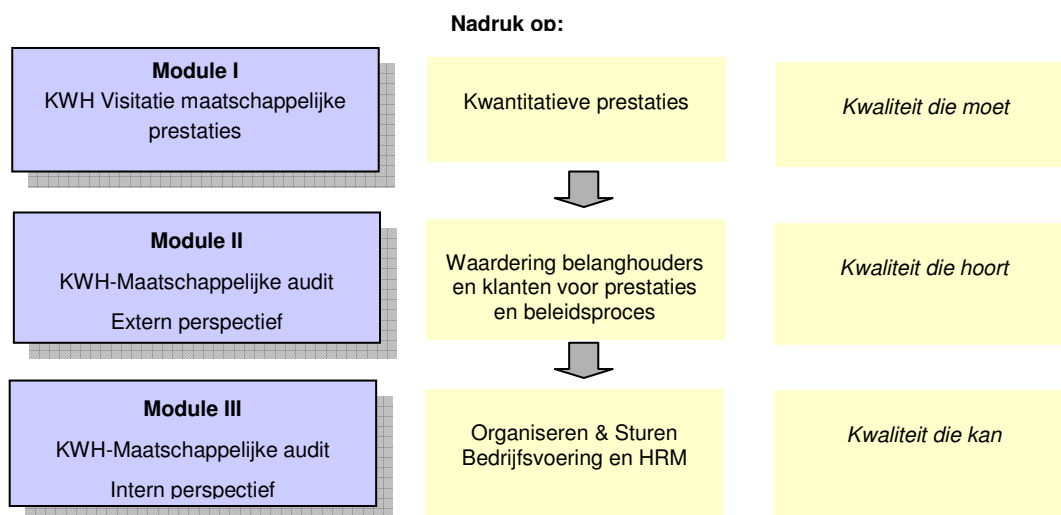 Nadruk op:
Module I
KWH Visitatie maatschappelijke
prestaties
Kwantitatieve prestaties
Kwaliteit die moet
Module II
KWH-Maatschappelijke audit
Extern perspectief
Waardering belanghouders
en klanten voor prestaties
en beleidsproces
Kwaliteit die hoort
Module III
KWH-Maatschappelijke audit
Intern perspectief
Organiseren & Sturen
Bedrijfsvoering en HRM
Kwaliteit die kan